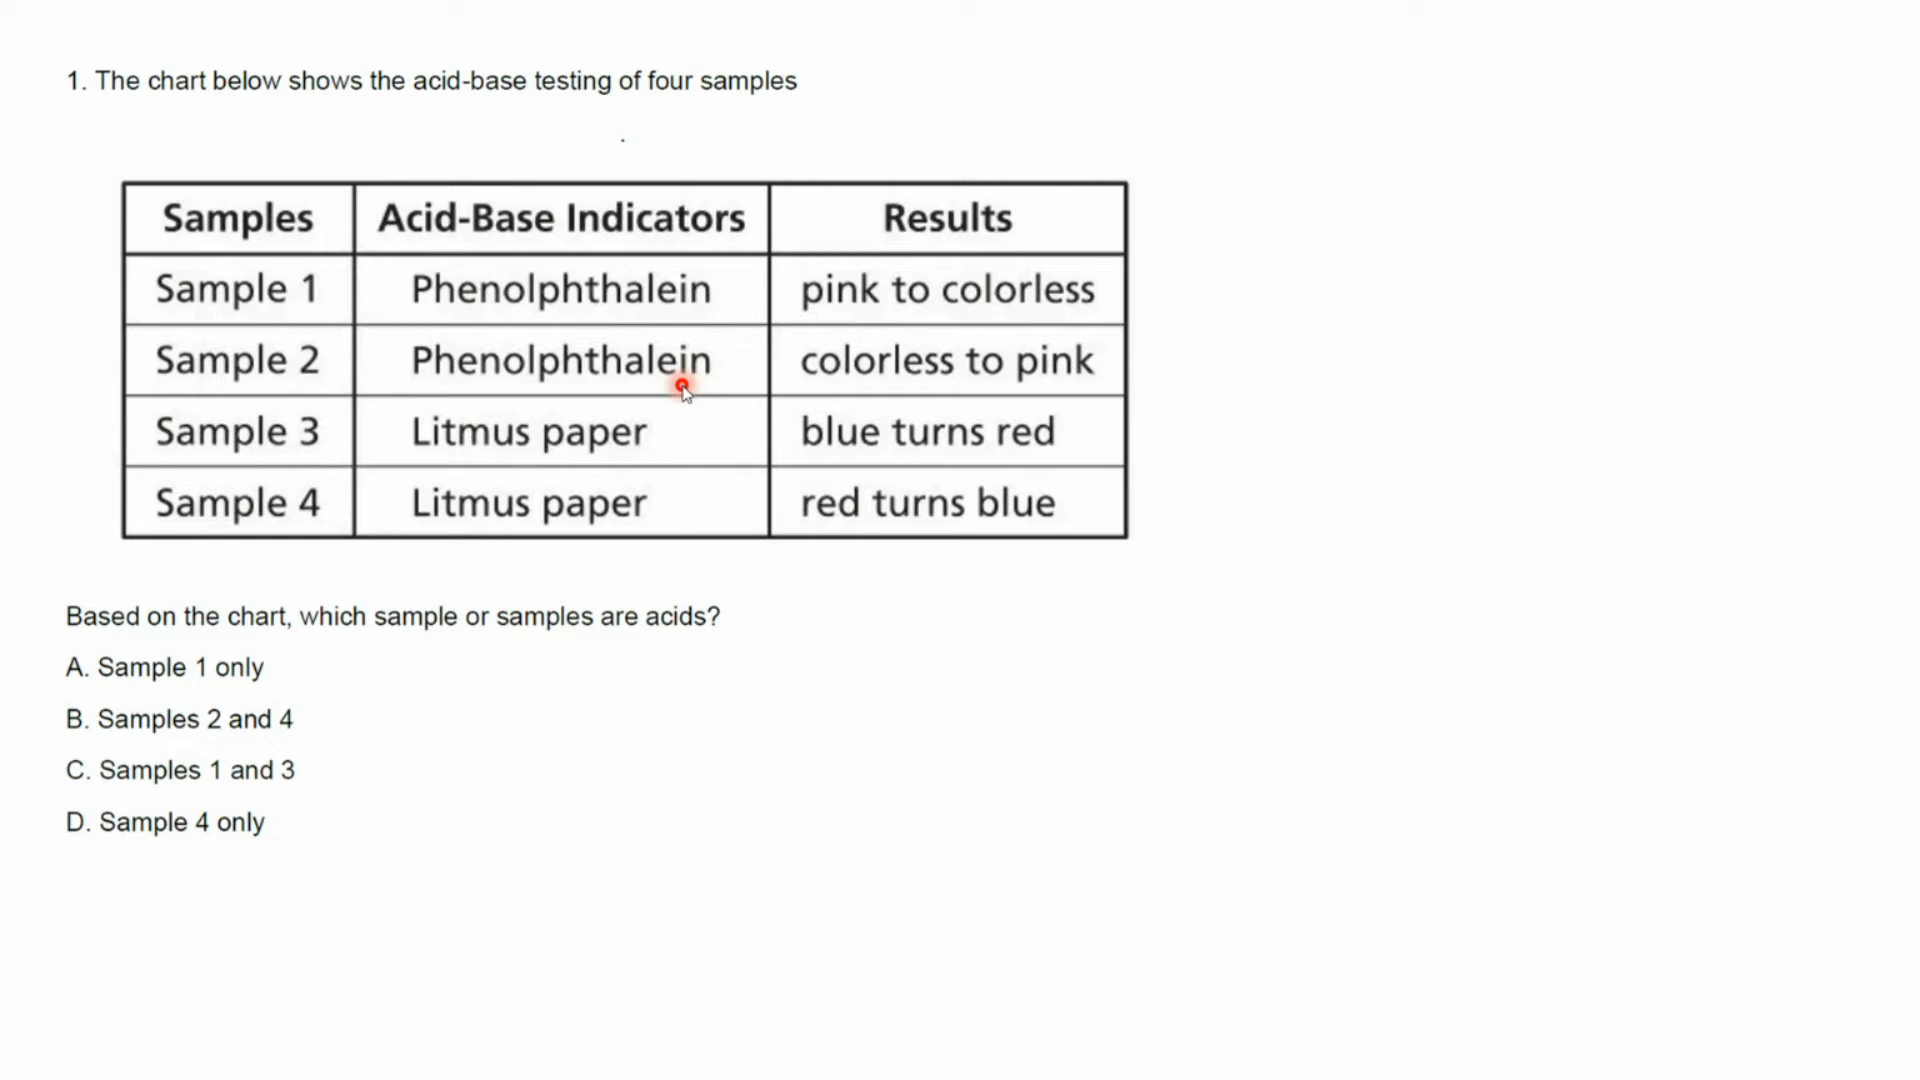 1. The chart below shows the acid-base testing of four samples
Samples Acid-Base Indicators Results
Sample 1 Phenolphthalein pink to colorless
Sample 2 Phenolphthalein colorless to pink
Sample 3 Litmus paper blue turns red
Sample 4 Litmus paper red turns blue
Based on the chart, which sample or samples are acids?
A. Sample 1 only
B. Samples 2 and 4
C. Samples 1 and 3
D. Sample 4 only